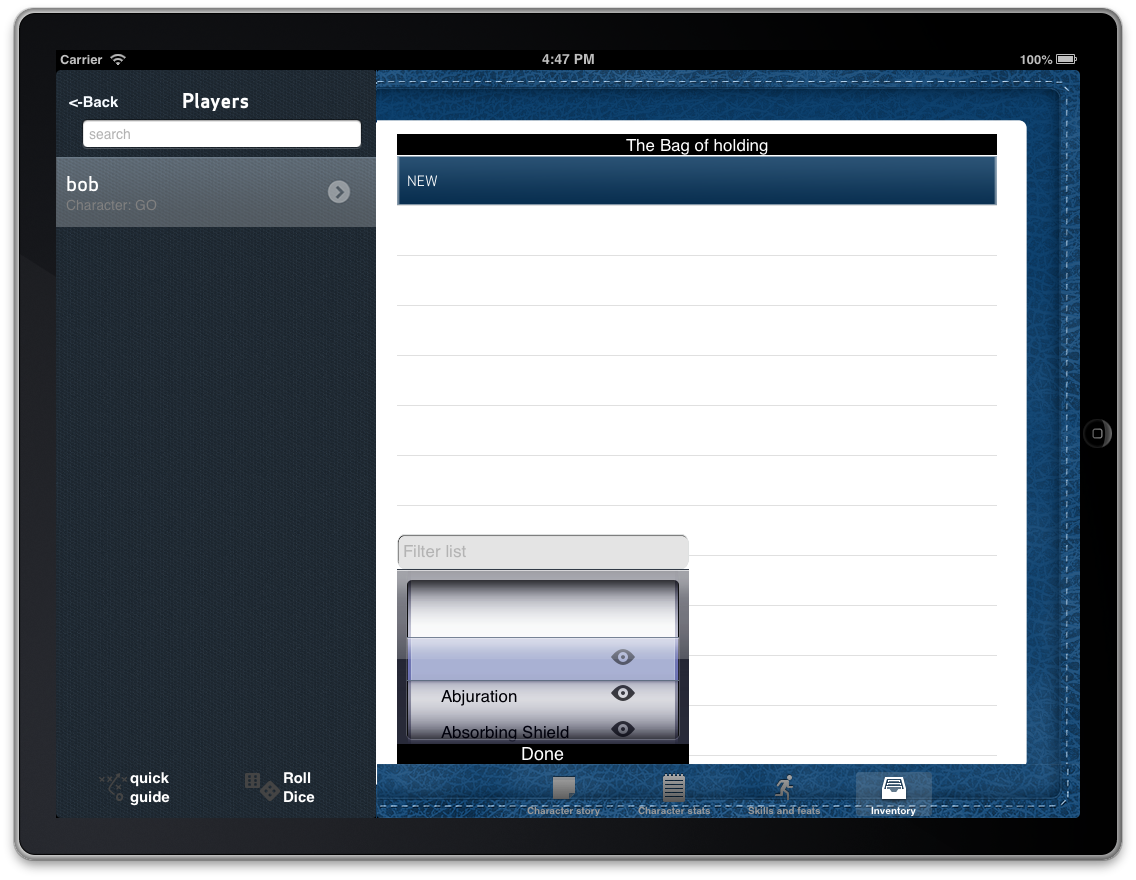 Carrier
4:47 PM
100%
<-Back
Players
search
bob
Character: GO
quick
guide
Roll
Dice
The Bag of holding
NEW
Filter list
Abjuration
Absorbing Shield
Done
Character story
Character stats
Skills and feats
Inventory